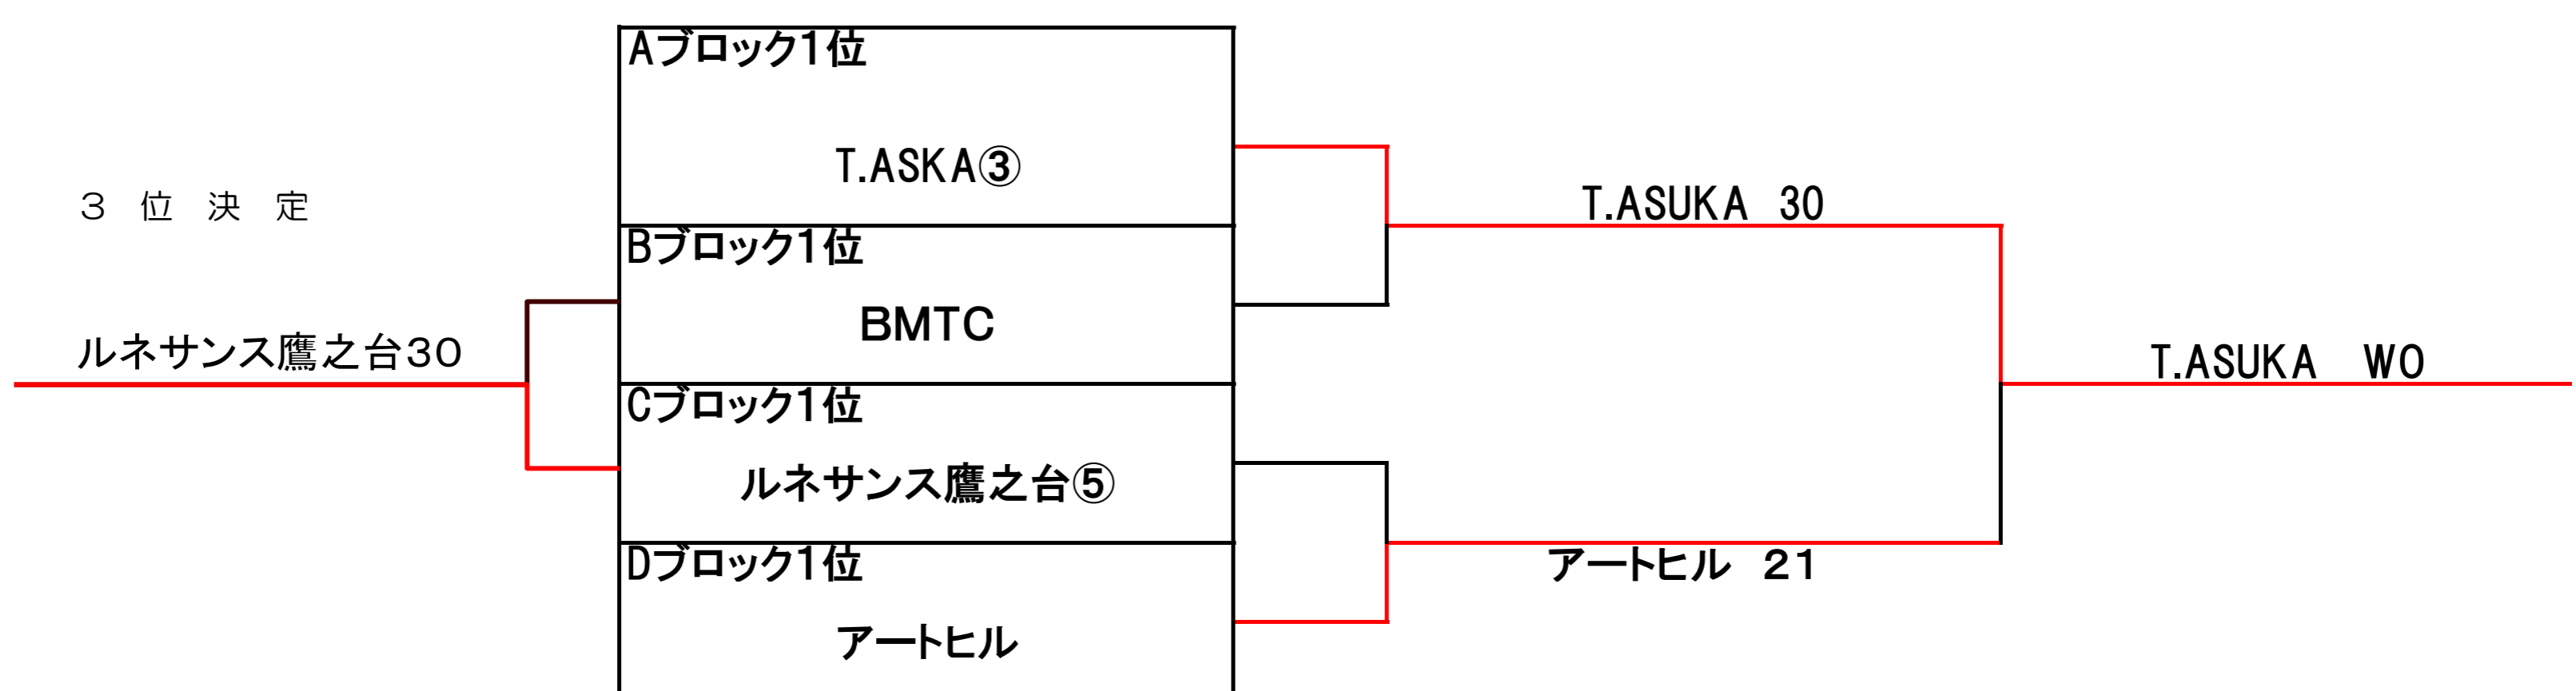 Aブロック1位
T.ASKA③
３ 位 決 定
T.ASUKA 30
Bブロック1位
BMTC
ルネサンス鷹之台30
T.ASUKA W0
Cブロック1位
ルネサンス鷹之台⑤
Dブロック1位
アートヒル 21
アートヒル